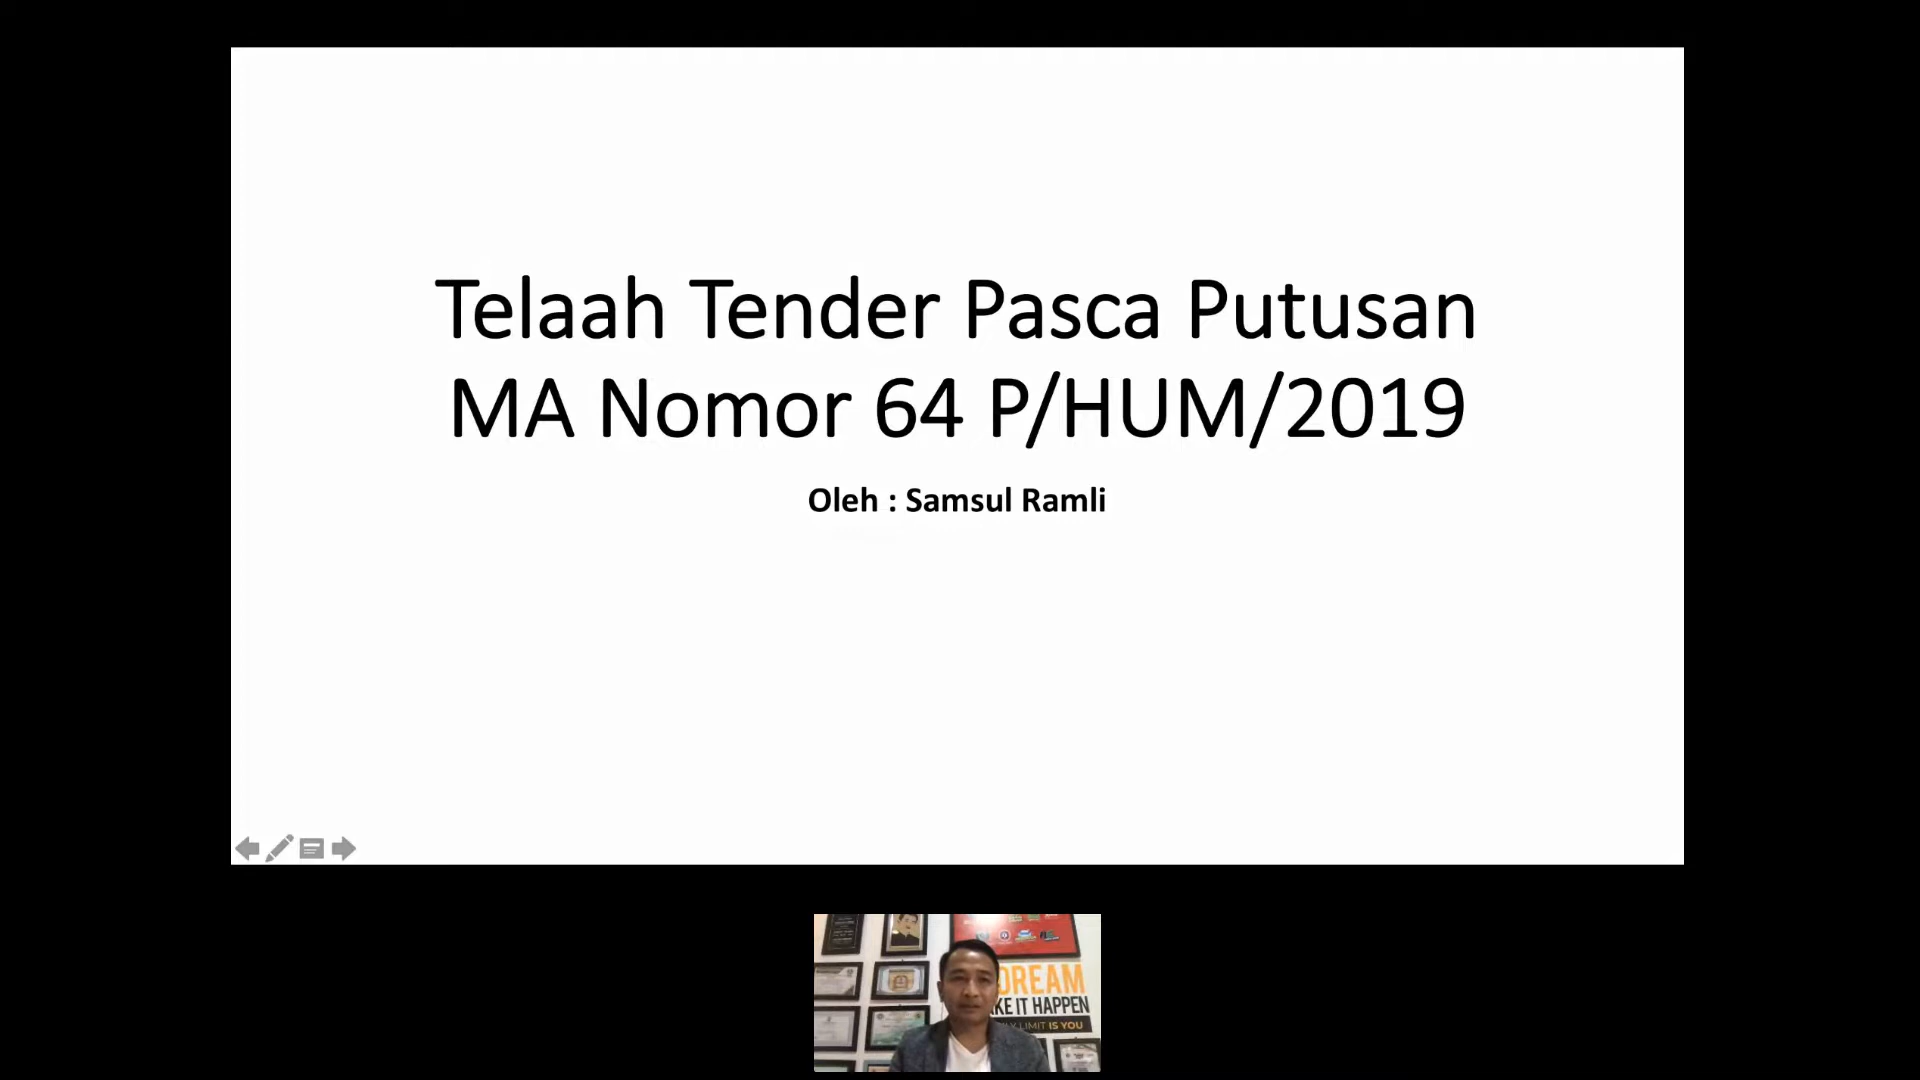 Telaah Tender Pasca Putusan
MA Nomor 64 P/HUM/2019
Oleh : Samsul Ramli
DREAM
KE IT HAPPEN
LIMIT IS YOU